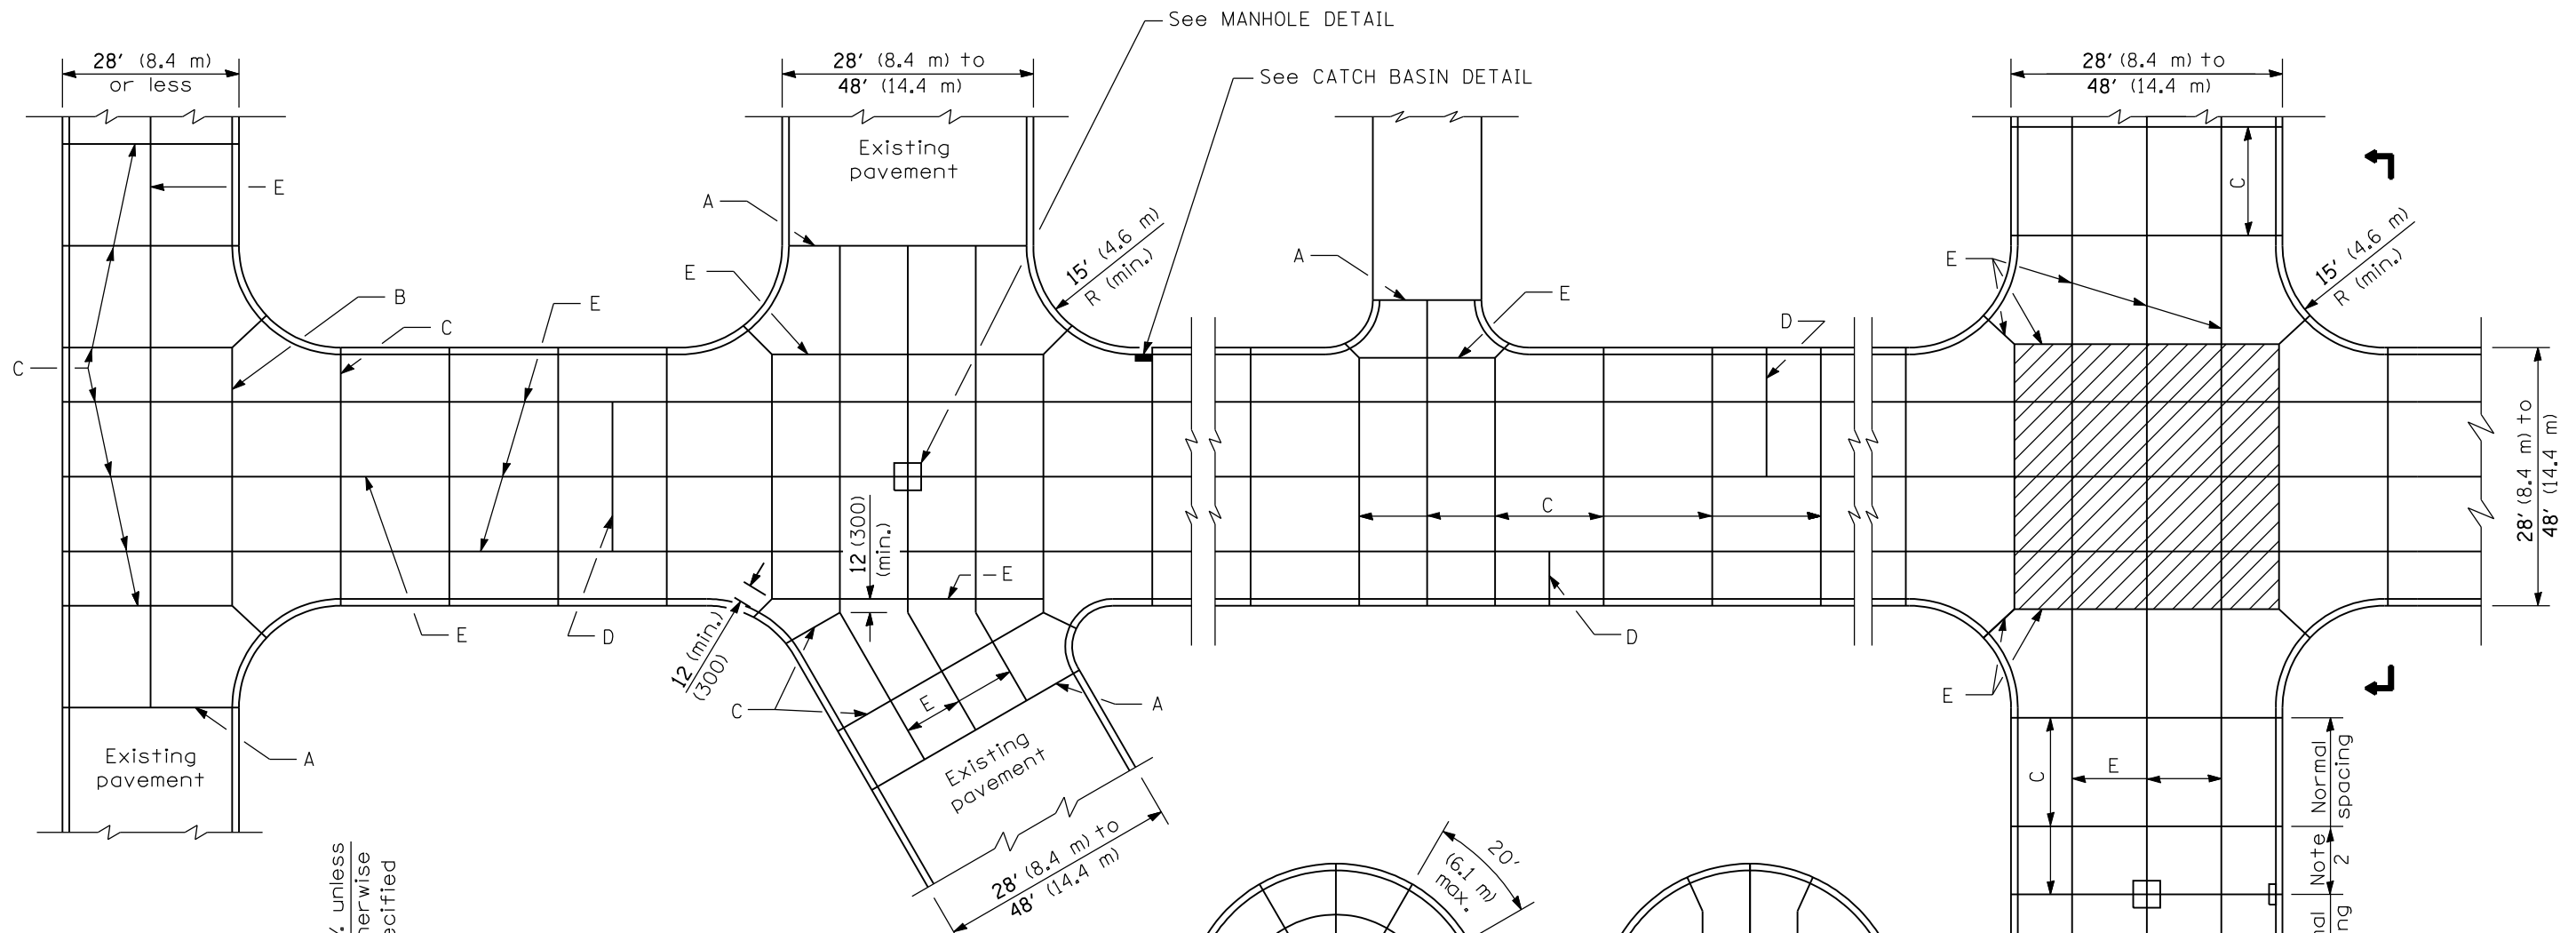 See MANHOLE DETAIL
See CATCH BASIN DETAIL
28' (8.4 m)
or less
28' (8.4 m) to
48' (14.4 m)
28' (8.4 m) to
48' (14.4 m)
Existing
pavement
E
A
E
15' (4.6 m)
R (min.)
A
E
C
E
15' (4.6 m)
R (min.)
B
C
E
D
C
28' (8.4 m) to
48' (14.4 m)
12 (300)
(min.)
C
E
E
D
D
12 (min.)
(300)
C
E
A
E
Existing
pavement
A
Existing
pavement
28' (8.4 m) to
48' (14.4 m)
C
E
Normal
spacing
Note
2
unless
20'
(6.1 m)
max.